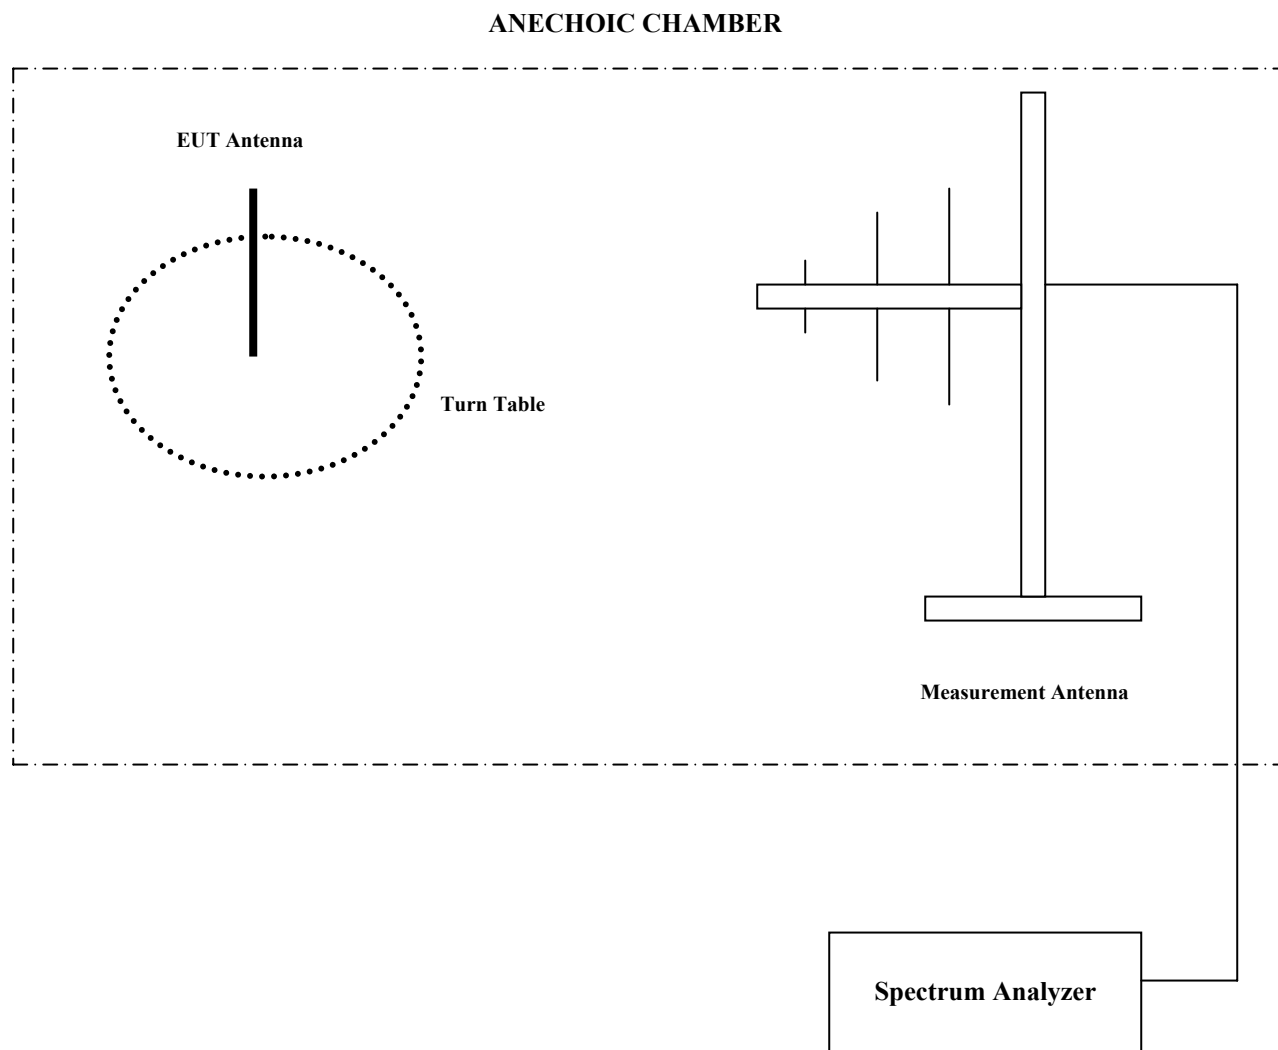 ANECHOIC CHAMBER
EUT Antenna
Turn Table
Measurement Antenna
Spectrum Analyzer